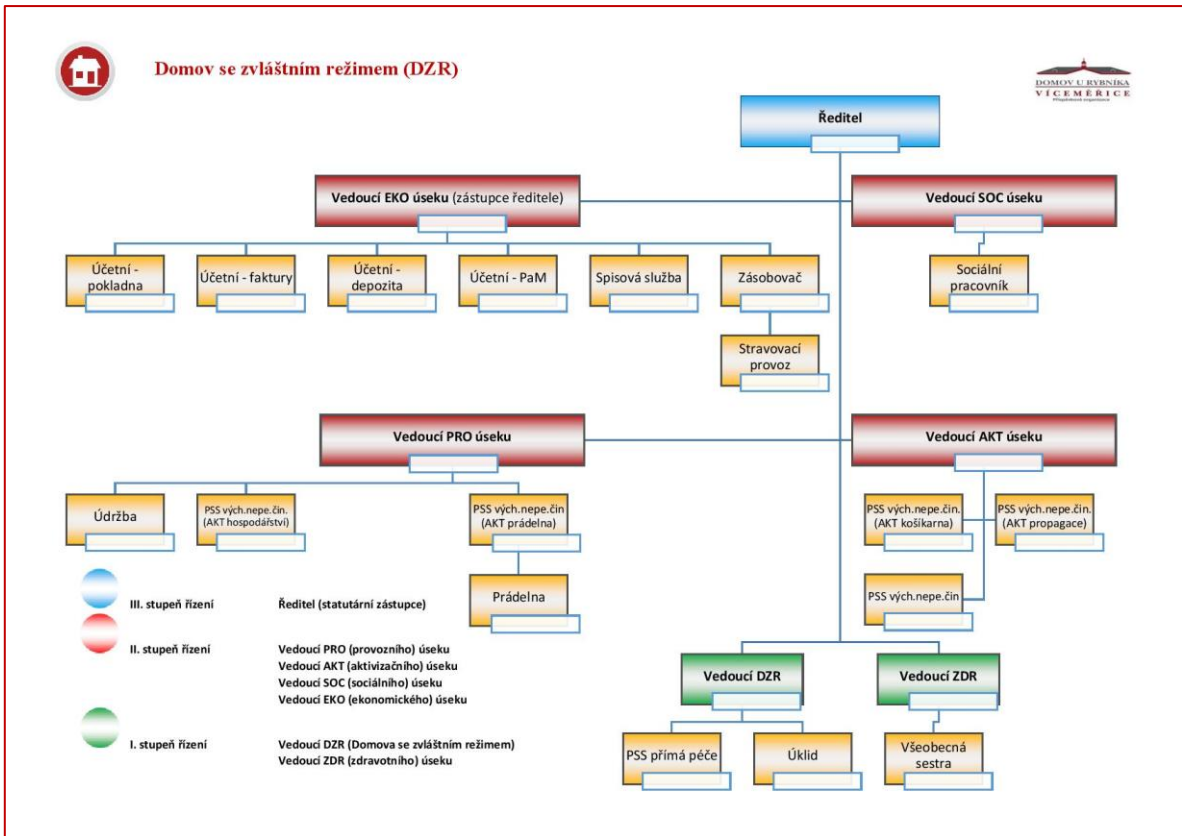 Domov se zvláštním režimem (DZR)
DOMOV U RYBNÍKA
VÍCEMĚŘICE
Příspěvková organizace
Ředitel
Vedoucí EKO úseku (zástupce ředitele)
Vedoucí SOC úseku
Účetní -
pokladna
Účetní - faktury
Účetní -
depozita
Účetní - PaM
Spisová služba
Zásobovač
Sociální
pracovník
Stravovací
provoz
Vedoucí PRO úseku
Vedoucí AKT úseku
Údržba
PSS vých.nepe.čin.
(AKT hospodářství)
PSS vých.nepe.čin
(AKT prádelna)
PSS vých.nepe.čin.
(AKT košíkarna)
PSS vých.nepe.čin.
(AKT propagace)
Prádelna
PSS vých.nepe.čin
III. stupeň řízení Ředitel (statutární zástupce)
II. stupeň řízení Vedoucí PRO (provozního) úseku
Vedoucí AKT (aktivizačního) úseku
Vedoucí SOC (sociálního) úseku
Vedoucí EKO (ekonomického) úseku
I. stupeň řízení Vedoucí DZR (Domova se zvláštním režimem)
Vedoucí ZDR (zdravotního) úseku
Vedoucí DZR
Vedoucí ZDR
PSS přímá péče
Úklid
Všeobecná
sestra